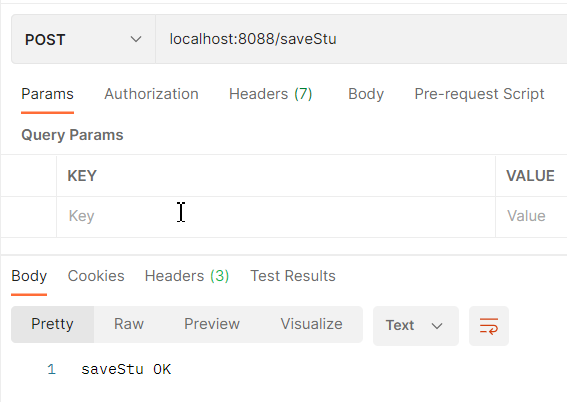 POST localhost:8088/saveStu
Params Authorization Headers (7) Body Pre-request Script
Query Params
KEY VALUE
Key Value
Body Cookies Headers (3) Test Results
Pretty Raw Preview Visualize Text
1 saveStu OK